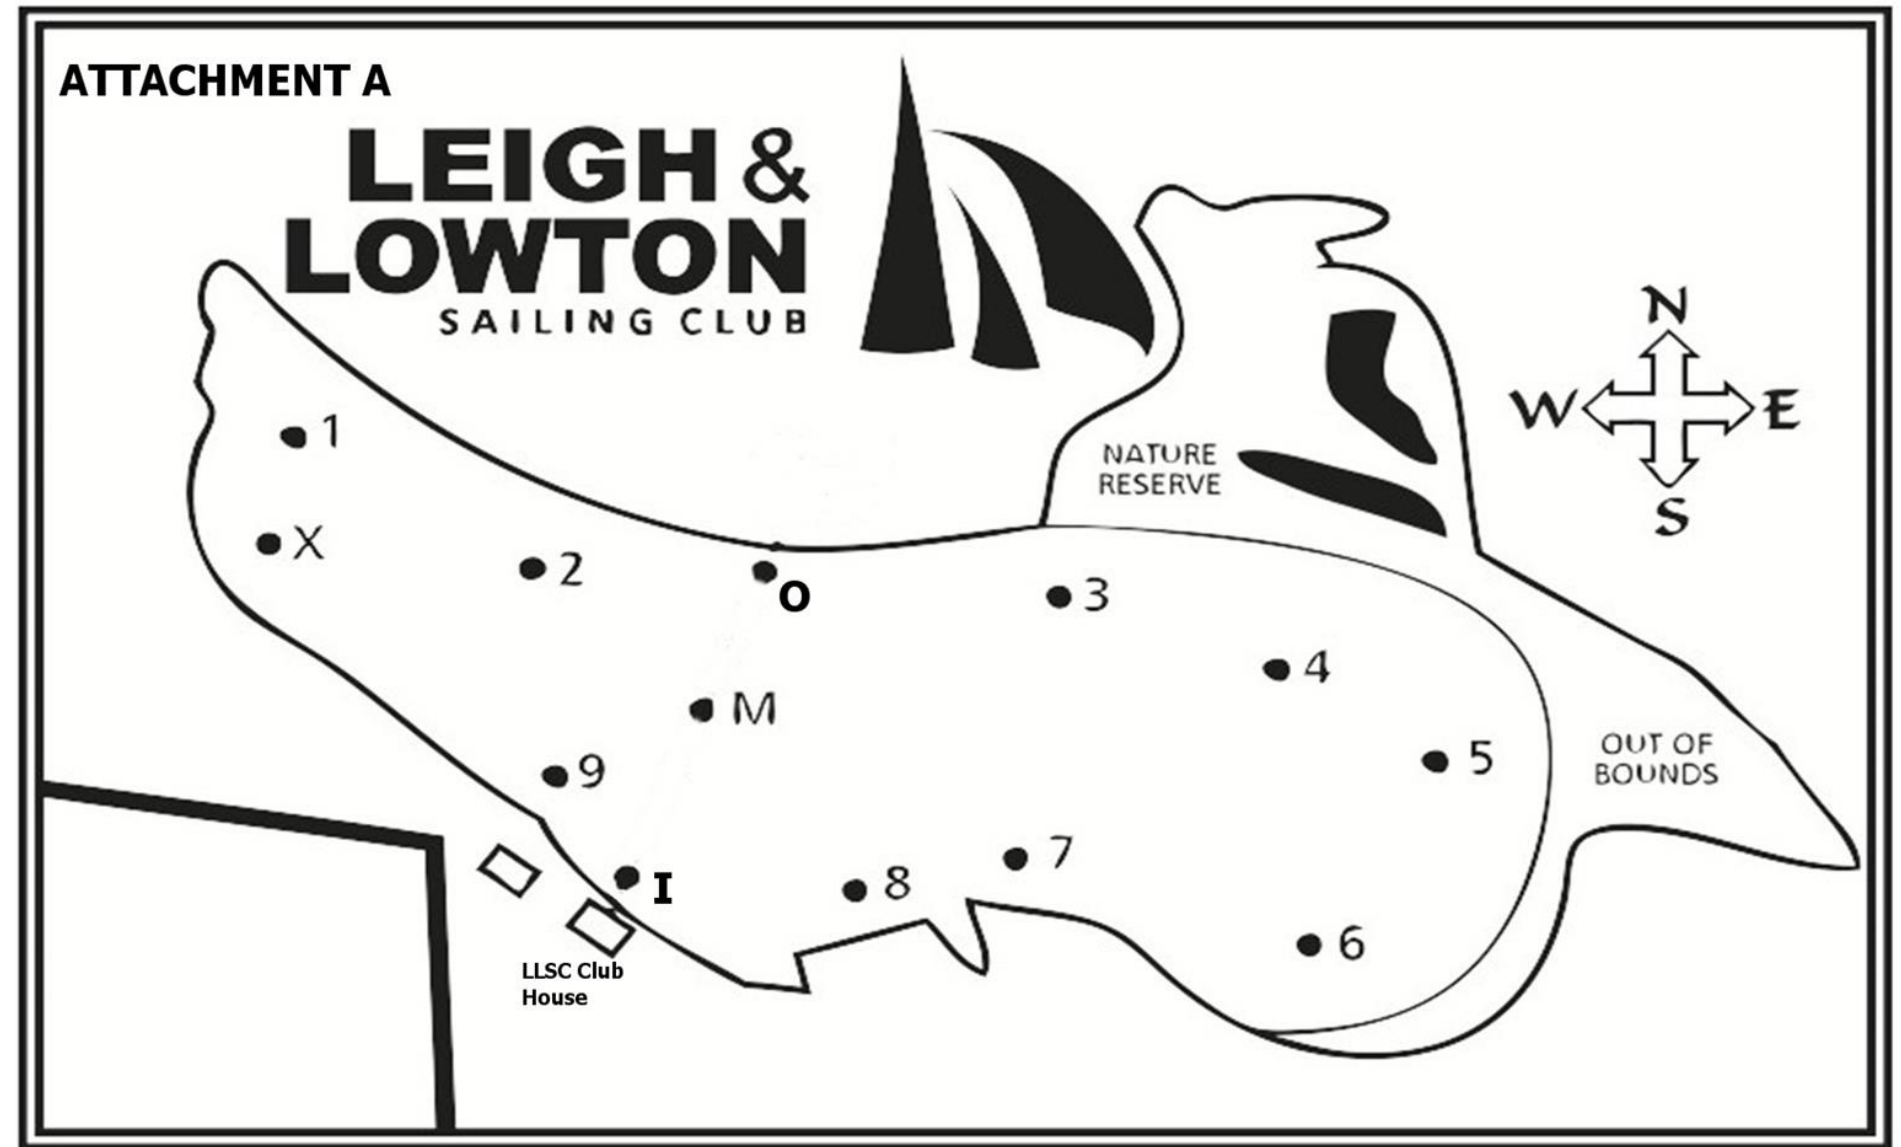 ATTACHMENT A
LEIGH &
LOWTON
SAILING CLUB
N
W E
S
NATURE
RESERVE
1
X
2
O
3
4
M
5
OUT OF
BOUNDS
9
7
8
I
6
LLSC Club
House